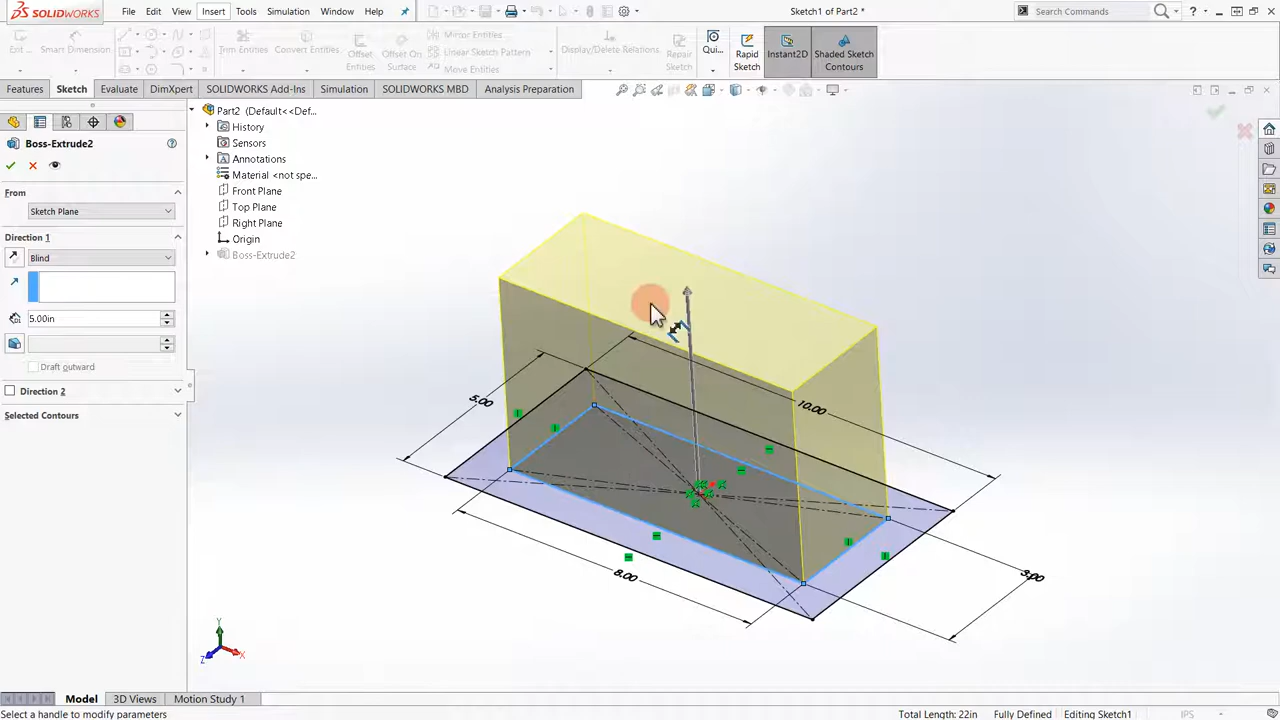 SOLIDWORKS
File Edit View Insert Tools Simulation Window Help
Sketch1 of Part2 *
Search Commands
Exit ... Smart Dimension
Trim Entities Convert Entities Offset Entities Offset On Surface
Mirror Entities
Linear Sketch Pattern
Move Entities
Display/Delete Relations Repair Sketch Qui... Rapid Sketch Instant2D Shaded Sketch Contours
Features Sketch Evaluate DimXpert SOLIDWORKS Add-Ins Simulation SOLIDWORKS MBD Analysis Preparation
Boss-Extrude2
From
Sketch Plane
Direction 1
Blind
5.00in
Draft outward
Direction 2
Selected Contours
Part2 (Default<<Def...
History
Sensors
Annotations
Material <not spe...
Front Plane
Top Plane
Right Plane
Origin
Boss-Extrude2
5.00
10.00
8.00
3.00
Y
Z
X
Model 3D Views Motion Study 1
Select a handle to modify parameters
Total Length: 22in Fully Defined Editing Sketch1 IPS